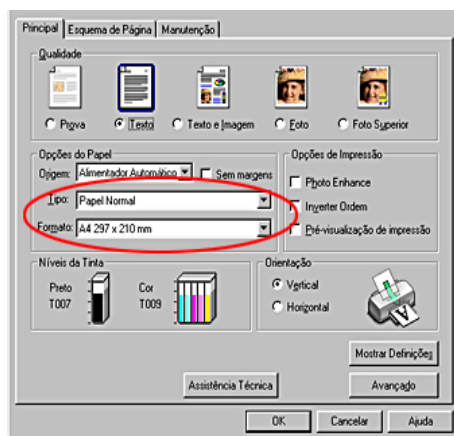 Principal Esquema de Página Manutenção
Qualidade
Prova Texto Texto e Imagem Foto Foto Superior
Opções do Papel
Origem: Alimentador Automático Sem margens
Tipo: Papel Normal
Formato: A4 297 x 210 mm
Opções de Impressão
Photo Enhance
Inverter Ordem
Pré-visualização de impressão
Níveis da Tinta
Preto Cor
T007 T009
Orientação
Vertical
Horizontal
Mostrar Definições
Assistência Técnica Avançado
OK Cancelar Ajuda